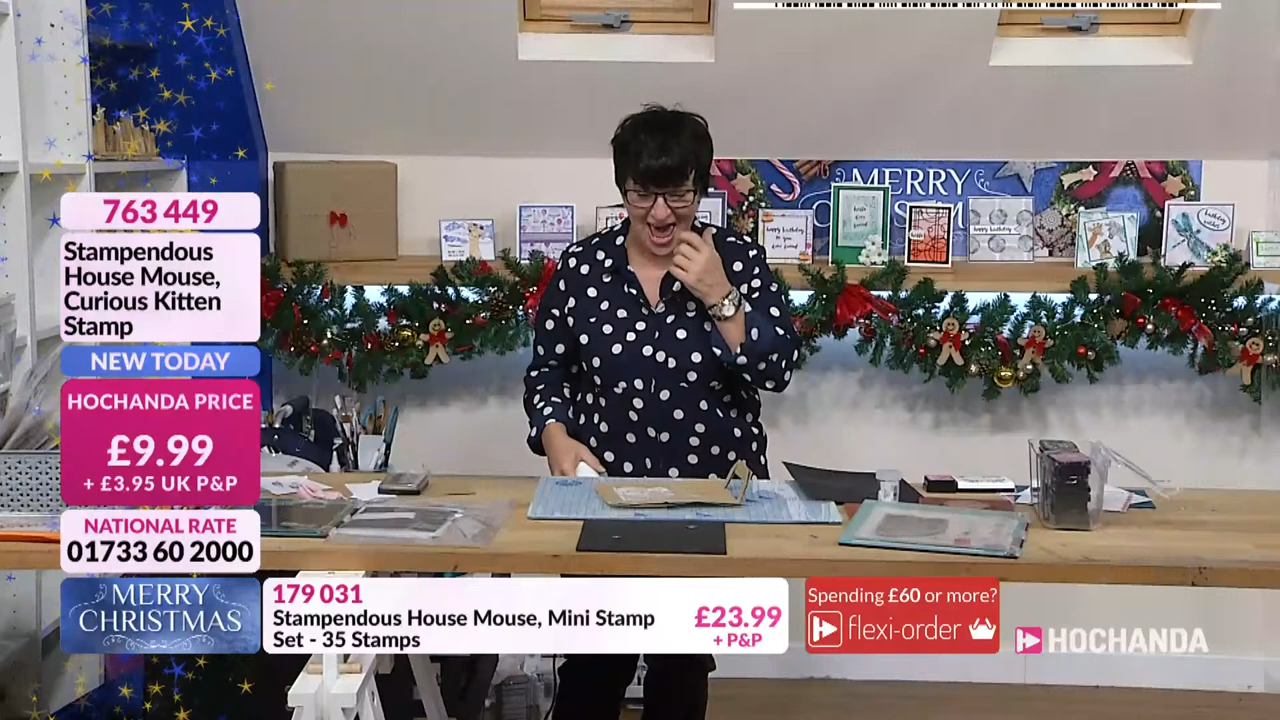 763 449
Stampendous
House Mouse,
Curious Kitten
Stamp
NEW TODAY
HOCHANDA PRICE
£9.99
+ £3.95 UK P&P
NATIONAL RATE
01733 60 2000
MERRY
CHRISTMAS
179 031
Stampendous House Mouse, Mini Stamp
Set - 35 Stamps
£23.99
+ P&P
Spending £60 or more?
flexi-order
HOCHANDA
MERRY